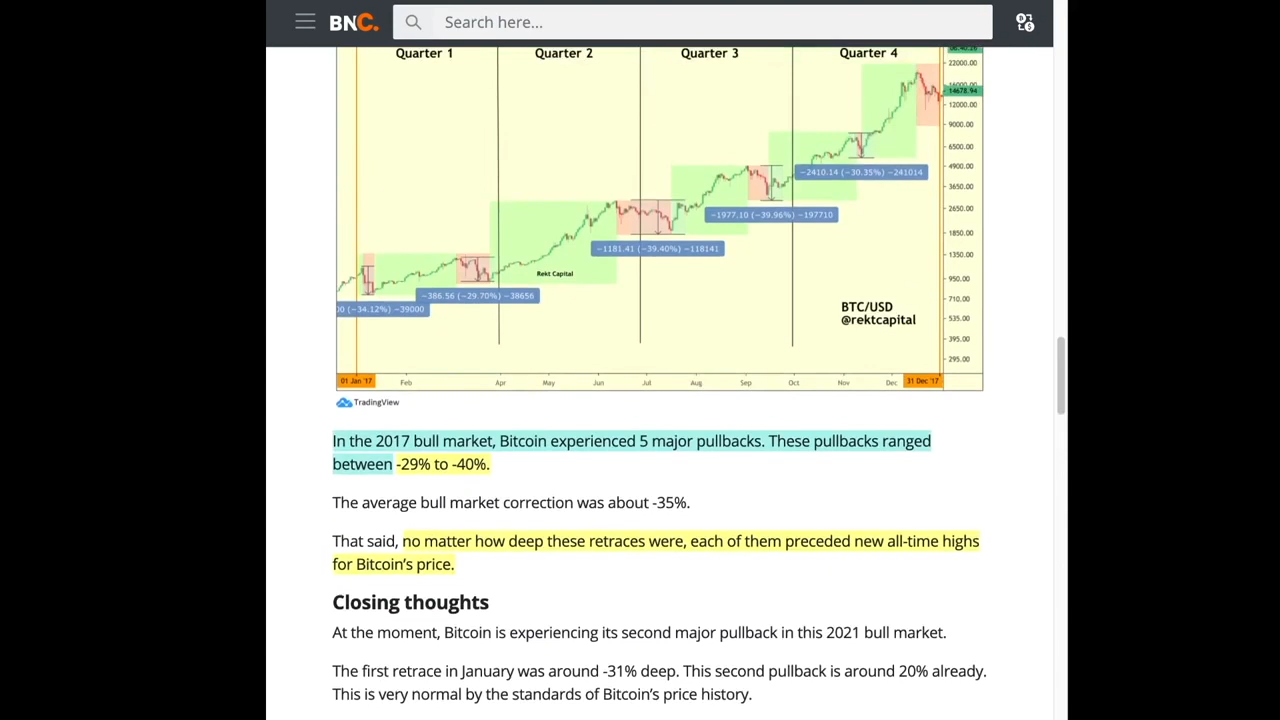 BNC.
Search here...
Quarter 1
Quarter 2
Quarter 3
Quarter 4
22000.00
14678.94
12000.00
9000.00
6500.00
4900.00
3650.00
2650.00
1850.00
1350.00
950.00
710.00
535.00
395.00
295.00
−2410.14 (−30.35%) −241014
−1977.10 (−39.96%) −197710
−1181.41 (−39.40%) −118141
Rekt Capital
−386.56 (−29.70%) −38656
(−34.12%) −39000
BTC/USD
@rektcapital
01 Jan '17
Feb
Apr
May
Jun
Jul
Aug
Sep
Oct
Nov
Dec
31 Dec '17
TradingView
In the 2017 bull market, Bitcoin experienced 5 major pullbacks. These pullbacks ranged
between -29% to -40%.
The average bull market correction was about -35%.
That said, no matter how deep these retraces were, each of them preceded new all-time highs
for Bitcoin’s price.
Closing thoughts
At the moment, Bitcoin is experiencing its second major pullback in this 2021 bull market.
The first retrace in January was around -31% deep. This second pullback is around 20% already.
This is very normal by the standards of Bitcoin’s price history.